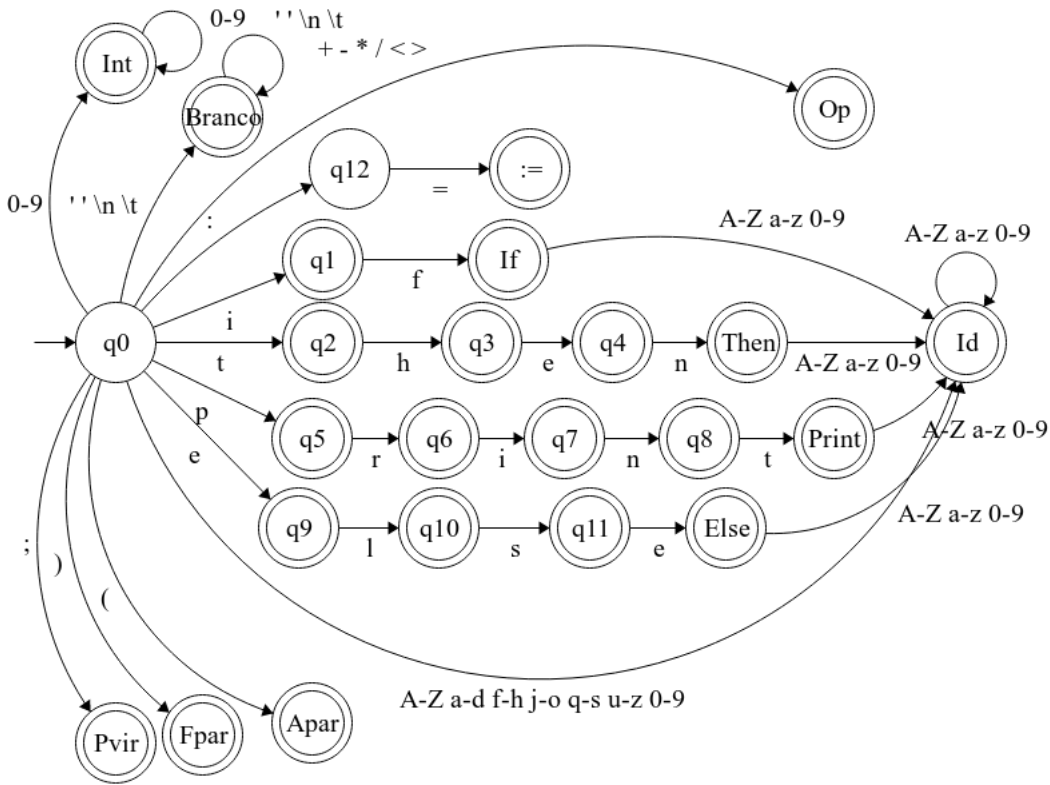 0-9
' ' \n \t
Int
+ - * / < >
Branco
Op
q12
=
:=
0-9
' ' \n \t
:
A-Z a-z 0-9
A-Z a-z 0-9
q1
f
If
i
q0
t
q2
h
q3
e
q4
n
Then
A-Z a-z 0-9
Id
p
q5
r
q6
i
q7
n
q8
t
Print
A-Z a-z 0-9
e
q9
l
q10
s
q11
e
Else
A-Z a-z 0-9
;
)
(
A-Z a-d f-h j-o q-s u-z 0-9
Pvir
Fpar
Apar